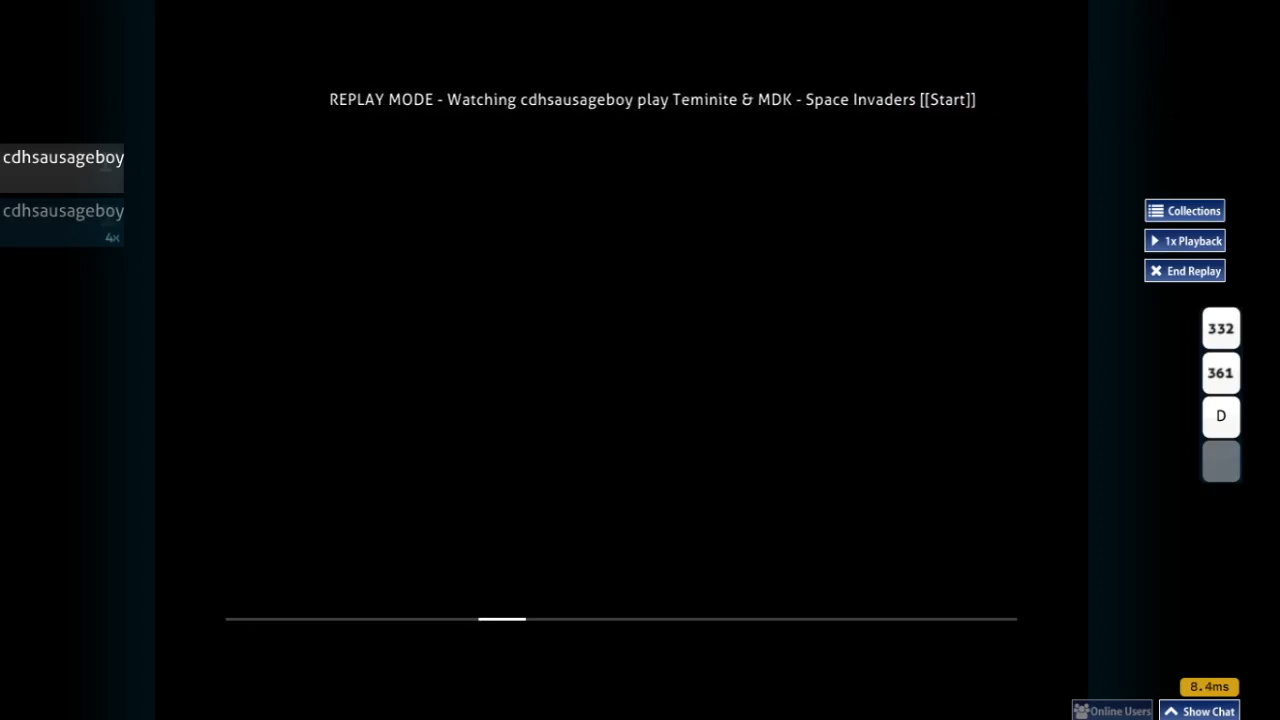 REPLAY MODE - Watching cdhsausageboy play Teminite & MDK - Space Invaders [[Start]]
cdhsausageboy
cdhsausageboy
4x
Collections
1x Playback
End Replay
332
361
D
8.4ms
Online Users
Show Chat